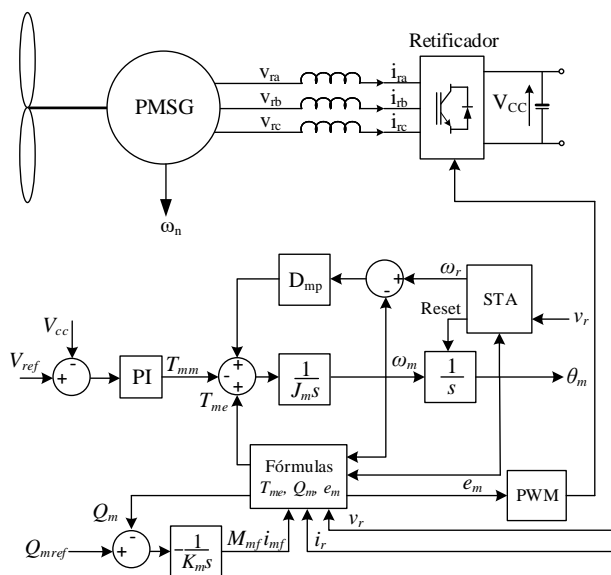 Retificador
v_ra
i_ra
PMSG
v_rb
i_rb
V_CC
v_rc
i_rc
ω_n
D_mp
+
-
ω_r
STA
Reset
v_r
V_cc
-
V_ref
+
PI
T_mm
-
-
+
+
T_me
1/J_m s
ω_m
1/s
θ_m
Fórmulas
T_me, Q_m, e_m
e_m
PWM
Q_m
v_r
-
Q_mref
+
-1/K_m s
M_mf i_mf
i_r